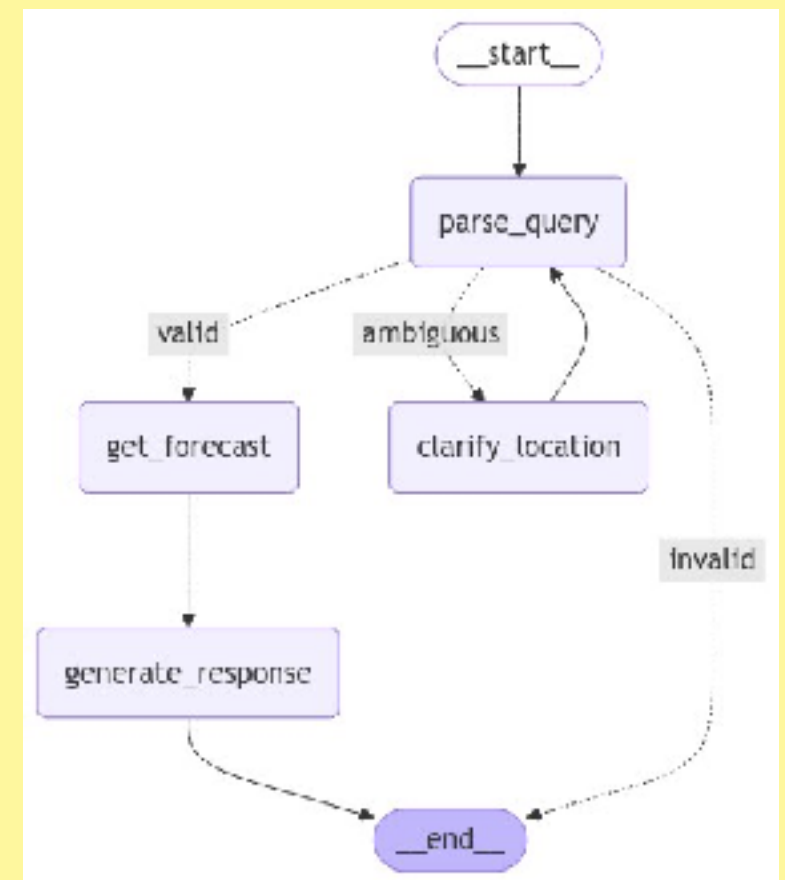 __start__
parse_query
valid
ambiguous
get_forecast
clarify_location
invalid
generate_response
__end__